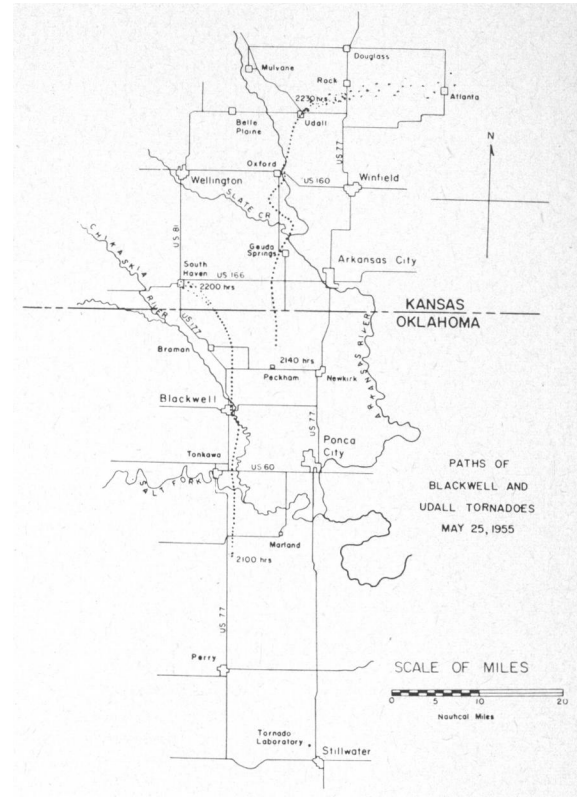 Douglass
Mulvane
Rock
2230 hrs
Atlanta
Belle
Plaine
Udall
N
US 77
Oxford
Wellington
US 160
Winfield
SLATE CR.
CHIKASKIA
RIVER
US 81
Geuda
Springs
Arkansas City
South
Haven
US 166
2200 hrs
KANSAS
OKLAHOMA
US 177
Braman
2140 hrs
Peckham
Newkirk
ARKANSAS RIVER
Blackwell
US 77
Ponca
City
Tonkawa
US 60
SALT FORK
PATHS OF
BLACKWELL AND
UDALL TORNADOES
MAY 25, 1955
Marland
2100 hrs
US 77
Perry
SCALE OF MILES
0 5 10 20
Nautical Miles
Tornado
Laboratory
Stillwater